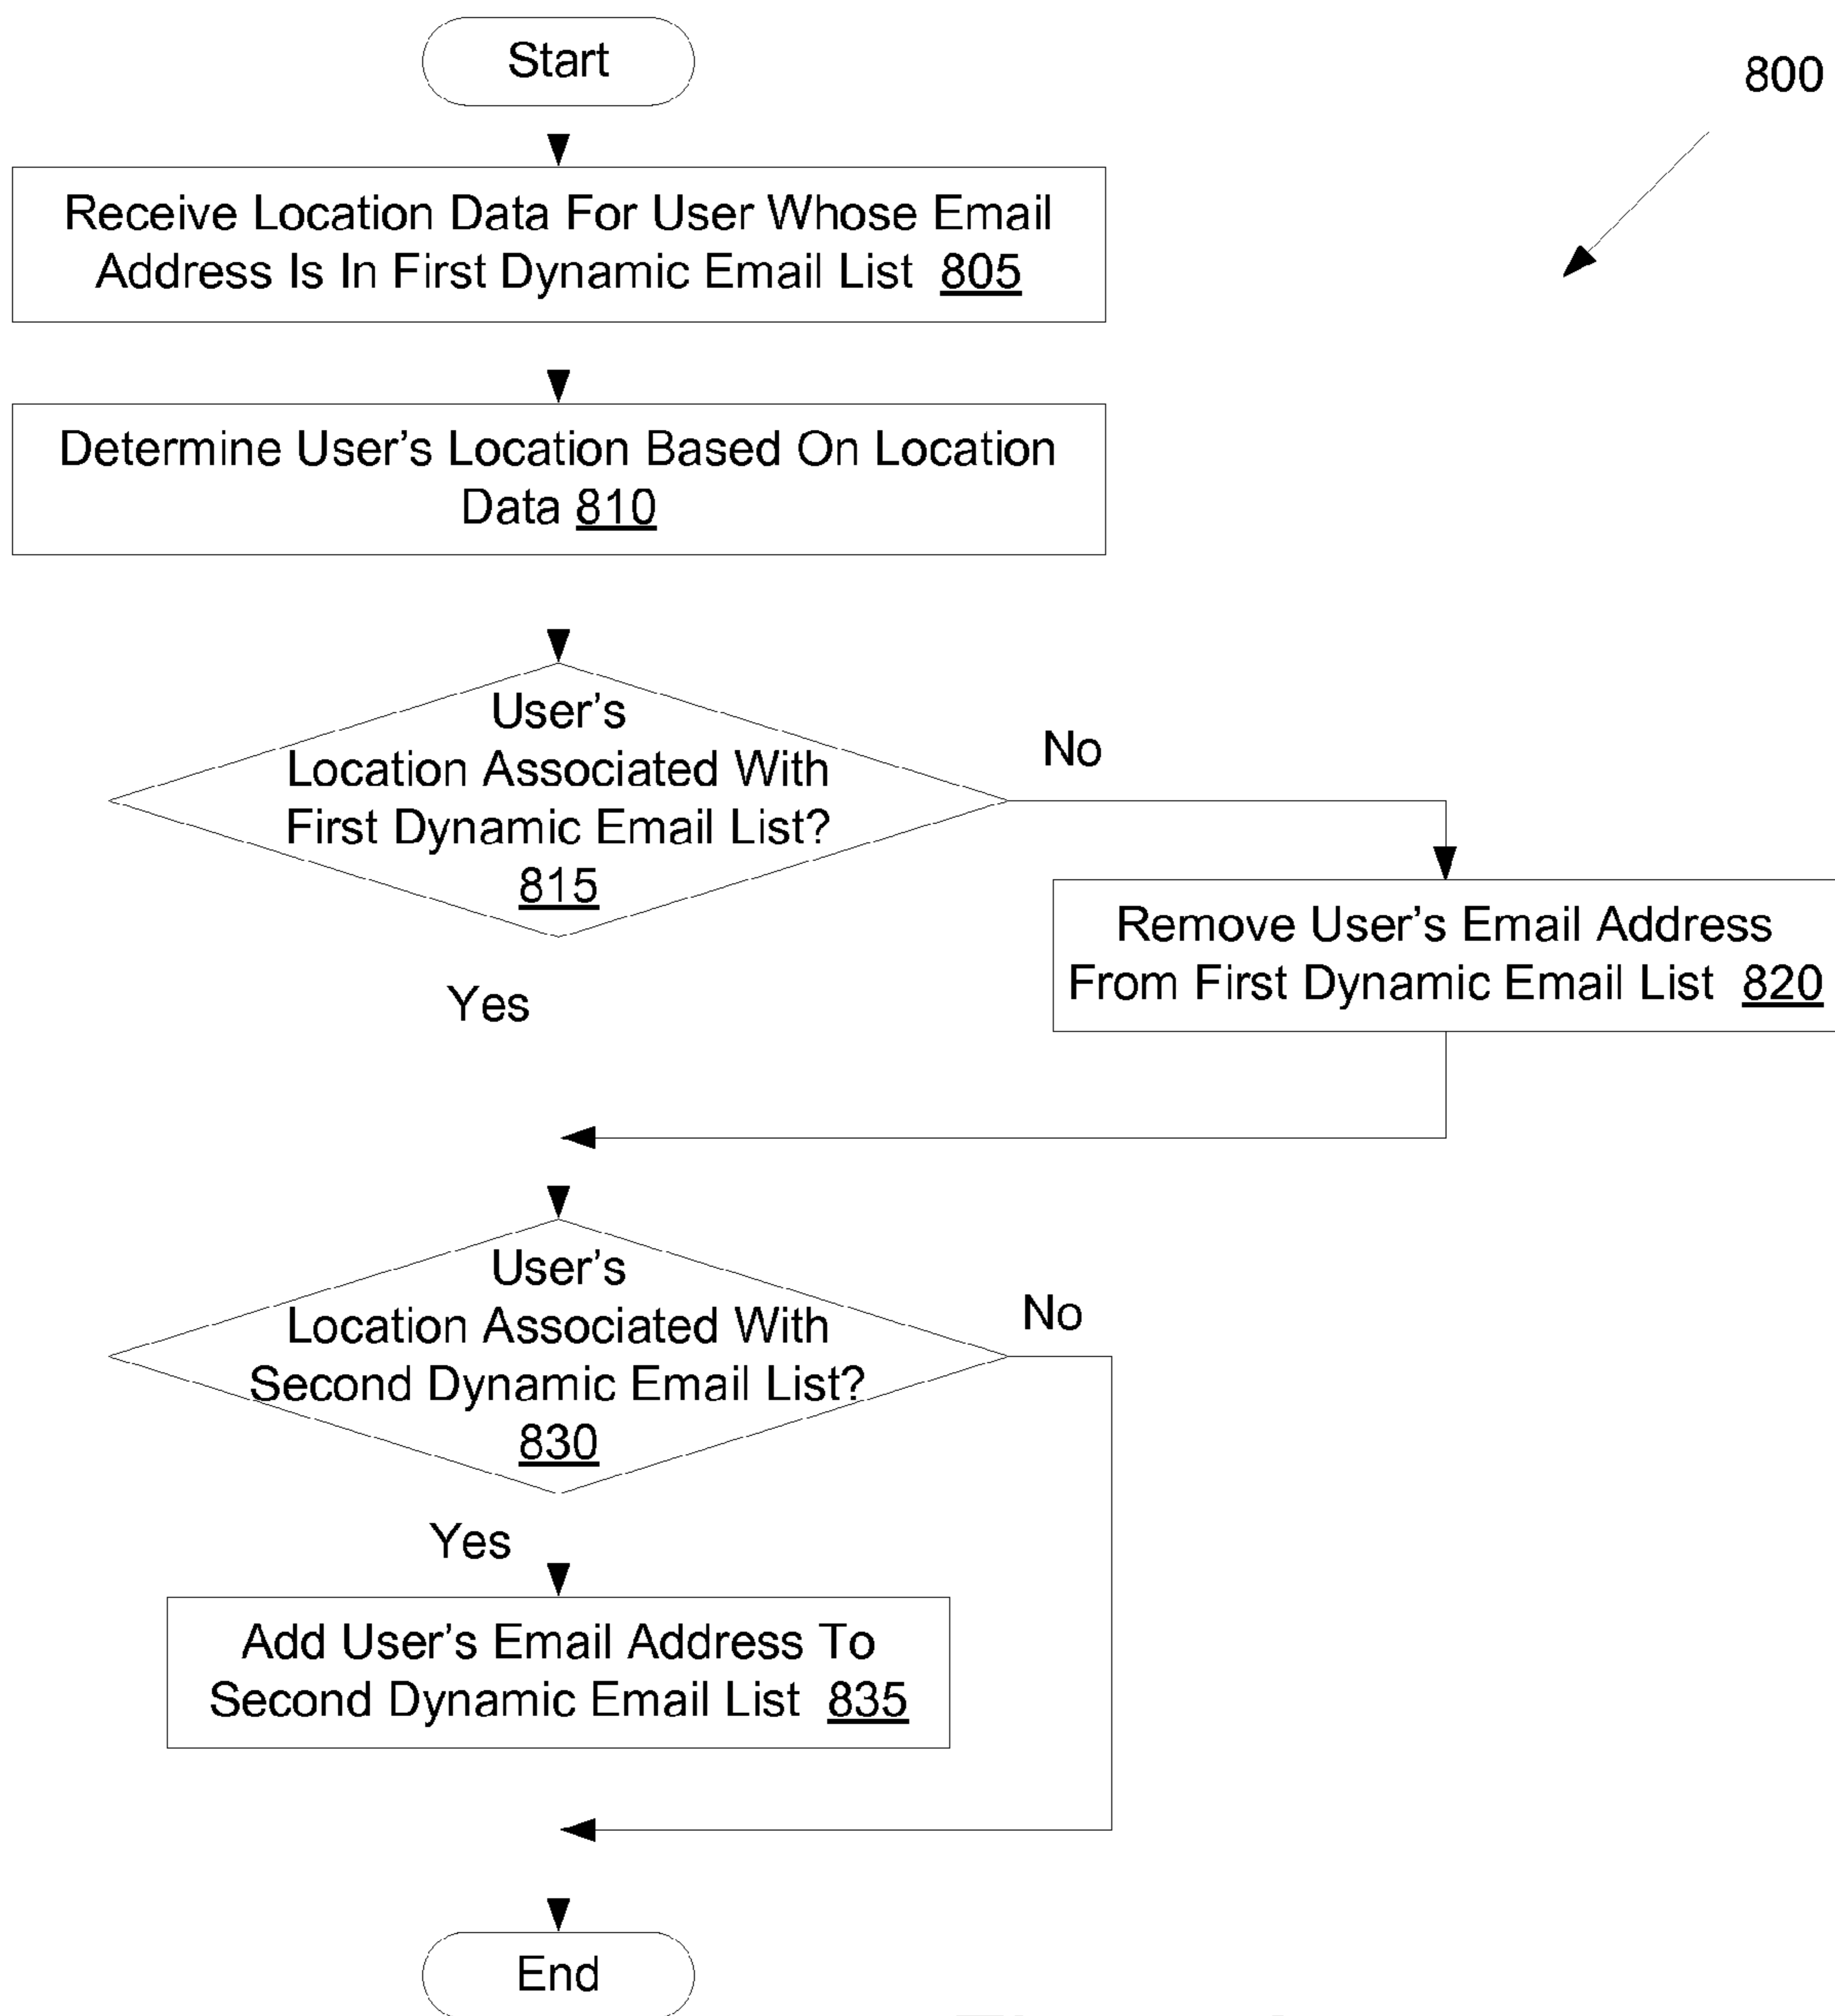 Start
800
Receive Location Data For User Whose Email
Address Is In First Dynamic Email List 805
Determine User's Location Based On Location
Data 810
User's
Location Associated With
First Dynamic Email List?
815
No
Yes
Remove User's Email Address
From First Dynamic Email List 820
User's
Location Associated With
Second Dynamic Email List?
830
No
Yes
Add User's Email Address To
Second Dynamic Email List 835
End